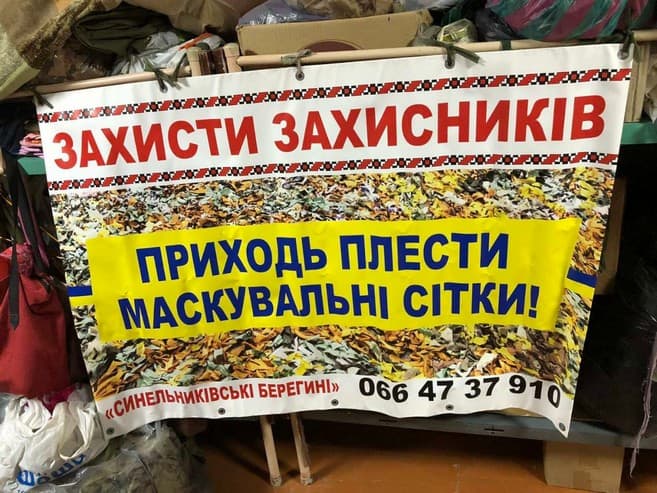 ЗАХИСТИ ЗАХИСНИКІВ
ПРИХОДЬ ПЛЕСТИ
МАСКУВАЛЬНІ СІТКИ!
«СИНЕЛЬНИКІВСЬКІ БЕРЕГИНІ» 066 47 37 910